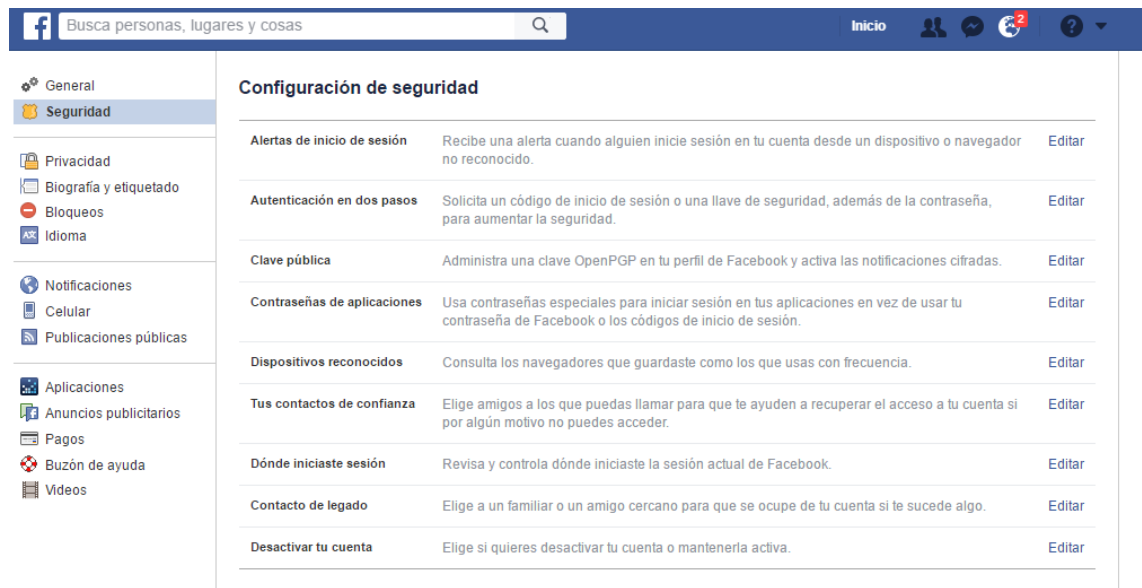 f
Busca personas, lugares y cosas
Inicio
2
?
General
Seguridad
Privacidad
Biografía y etiquetado
Bloqueos
Idioma
Notificaciones
Celular
Publicaciones públicas
Aplicaciones
Anuncios publicitarios
Pagos
Buzón de ayuda
Videos
Configuración de seguridad
Alertas de inicio de sesión Recibe una alerta cuando alguien inicie sesión en tu cuenta desde un dispositivo o navegador Editar
no reconocido.
Autenticación en dos pasos Solicita un código de inicio de sesión o una llave de seguridad, además de la contraseña, Editar
para aumentar la seguridad.
Clave pública Administra una clave OpenPGP en tu perfil de Facebook y activa las notificaciones cifradas. Editar
Contraseñas de aplicaciones Usa contraseñas especiales para iniciar sesión en tus aplicaciones en vez de usar tu Editar
contraseña de Facebook o los códigos de inicio de sesión.
Dispositivos reconocidos Consulta los navegadores que guardaste como los que usas con frecuencia. Editar
Tus contactos de confianza Elige amigos a los que puedas llamar para que te ayuden a recuperar el acceso a tu cuenta si Editar
por algún motivo no puedes acceder.
Dónde iniciaste sesión Revisa y controla dónde iniciaste la sesión actual de Facebook. Editar
Contacto de legado Elige a un familiar o un amigo cercano para que se ocupe de tu cuenta si te sucede algo. Editar
Desactivar tu cuenta Elige si quieres desactivar tu cuenta o mantenerla activa. Editar